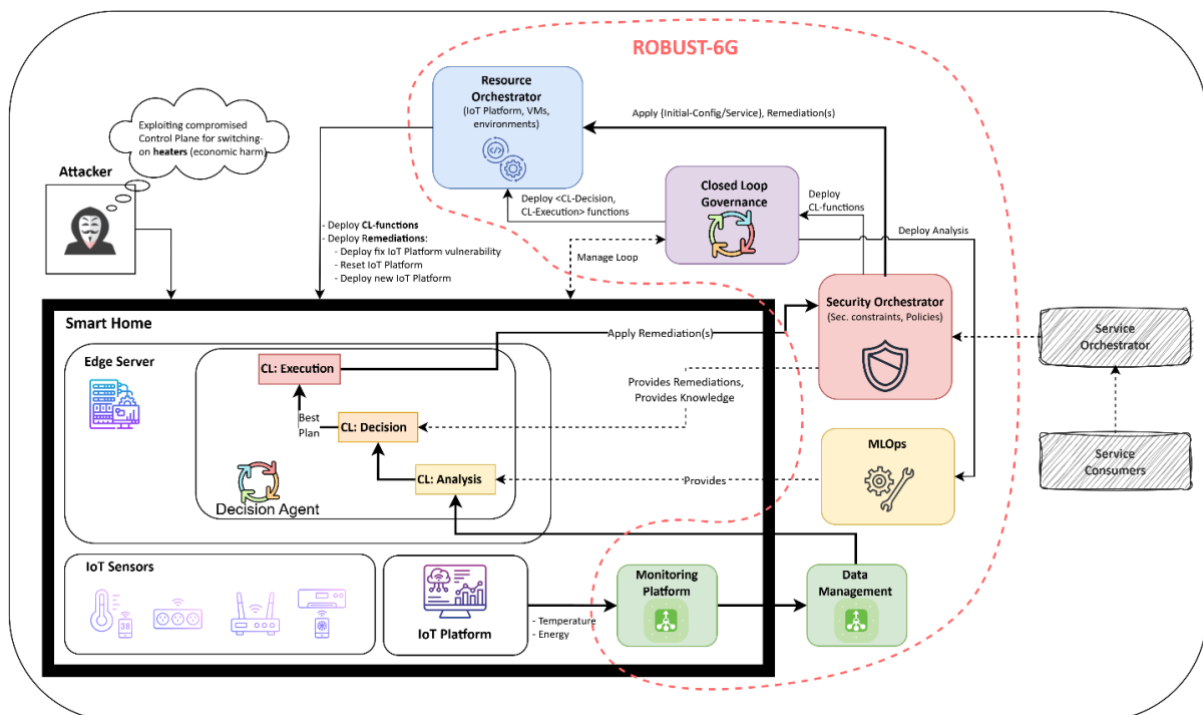 ROBUST-6G
Resource
Orchestrator
(IoT Platform, VMs,
environments)
Apply {Initial-Config/Service}, Remediation(s)
Exploiting compromised
Control Plane for switching-
on heaters (economic harm)
Attacker
Closed Loop
Governance
Deploy <CL-Decision,
CL-Execution> functions
Deploy
CL-functions
Deploy Analysis
- Deploy CL-functions
- Deploy Remediations:
- Deploy fix IoT Platform vulnerability
- Reset IoT Platform
- Deploy new IoT Platform
Manage Loop
Security Orchestrator
(Sec. constraints, Policies)
Service
Orchestrator
Smart Home
Apply Remediation(s)
Edge Server
CL: Execution
Provides Remediations,
Provides Knowledge
Best
Plan
CL: Decision
MLOps
Service
Consumers
CL: Analysis
Provides
Decision Agent
IoT Sensors
38
IoT Platform
- Temperature
- Energy
Monitoring
Platform
Data
Management